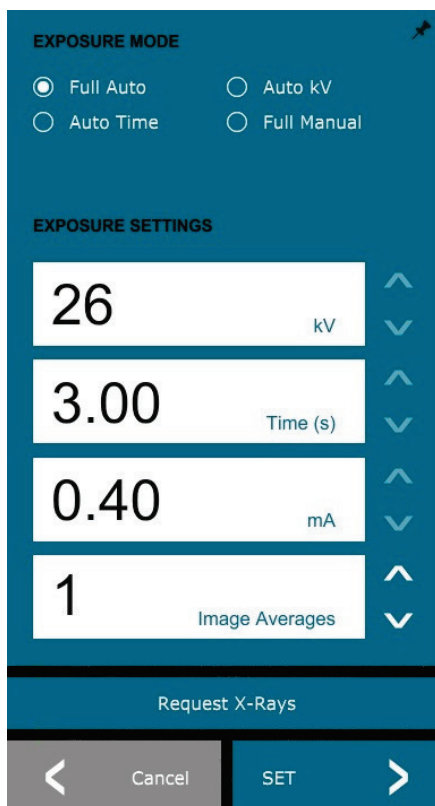 EXPOSURE MODE
Full Auto Auto kV
Auto Time Full Manual
EXPOSURE SETTINGS
26 kV
3.00 Time (s)
0.40 mA
1 Image Averages
Request X-Rays
Cancel SET